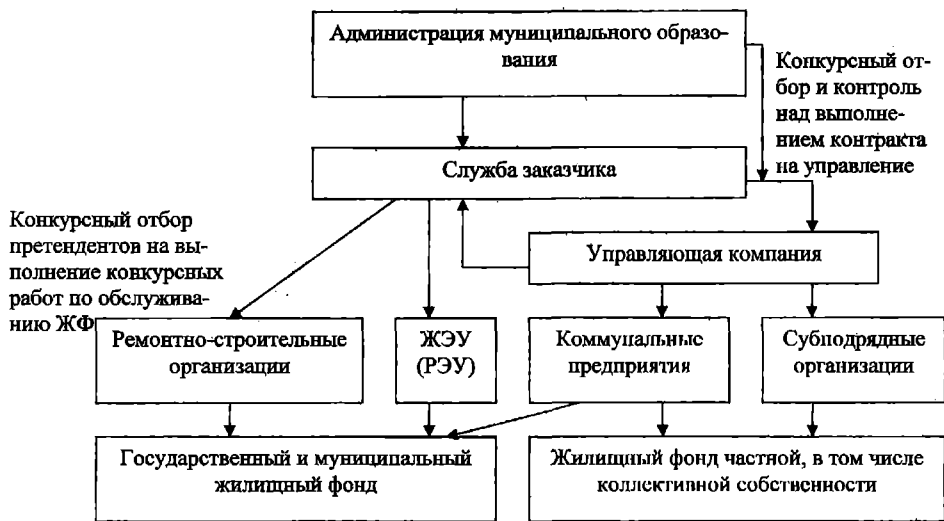 Администрация муниципального образо-
вания
Конкурсный от-
бор и контроль
над выполне-
нием контракта
на управление
Служба заказчика
Конкурсный отбор
претендентов на вы-
полнение конкурсных
работ по обслужива-
нию ЖФ
Управляющая компания
Ремонтно-строительные
организации
ЖЭУ
(РЭУ)
Коммунальные
предприятия
Субподрядные
организации
Государственный и муниципальный
жилищный фонд
Жилищный фонд частной, в том числе
коллективной собственности